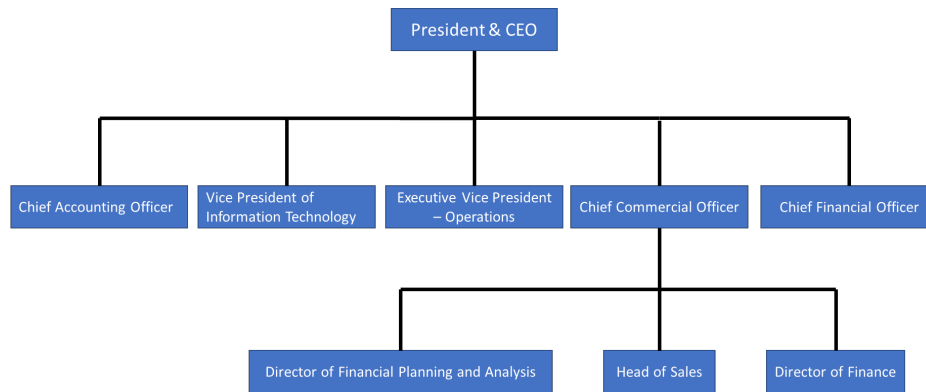 President & CEO
Chief Accounting Officer
Vice President of
Information Technology
Executive Vice President
– Operations
Chief Commercial Officer
Chief Financial Officer
Director of Financial Planning and Analysis
Head of Sales
Director of Finance